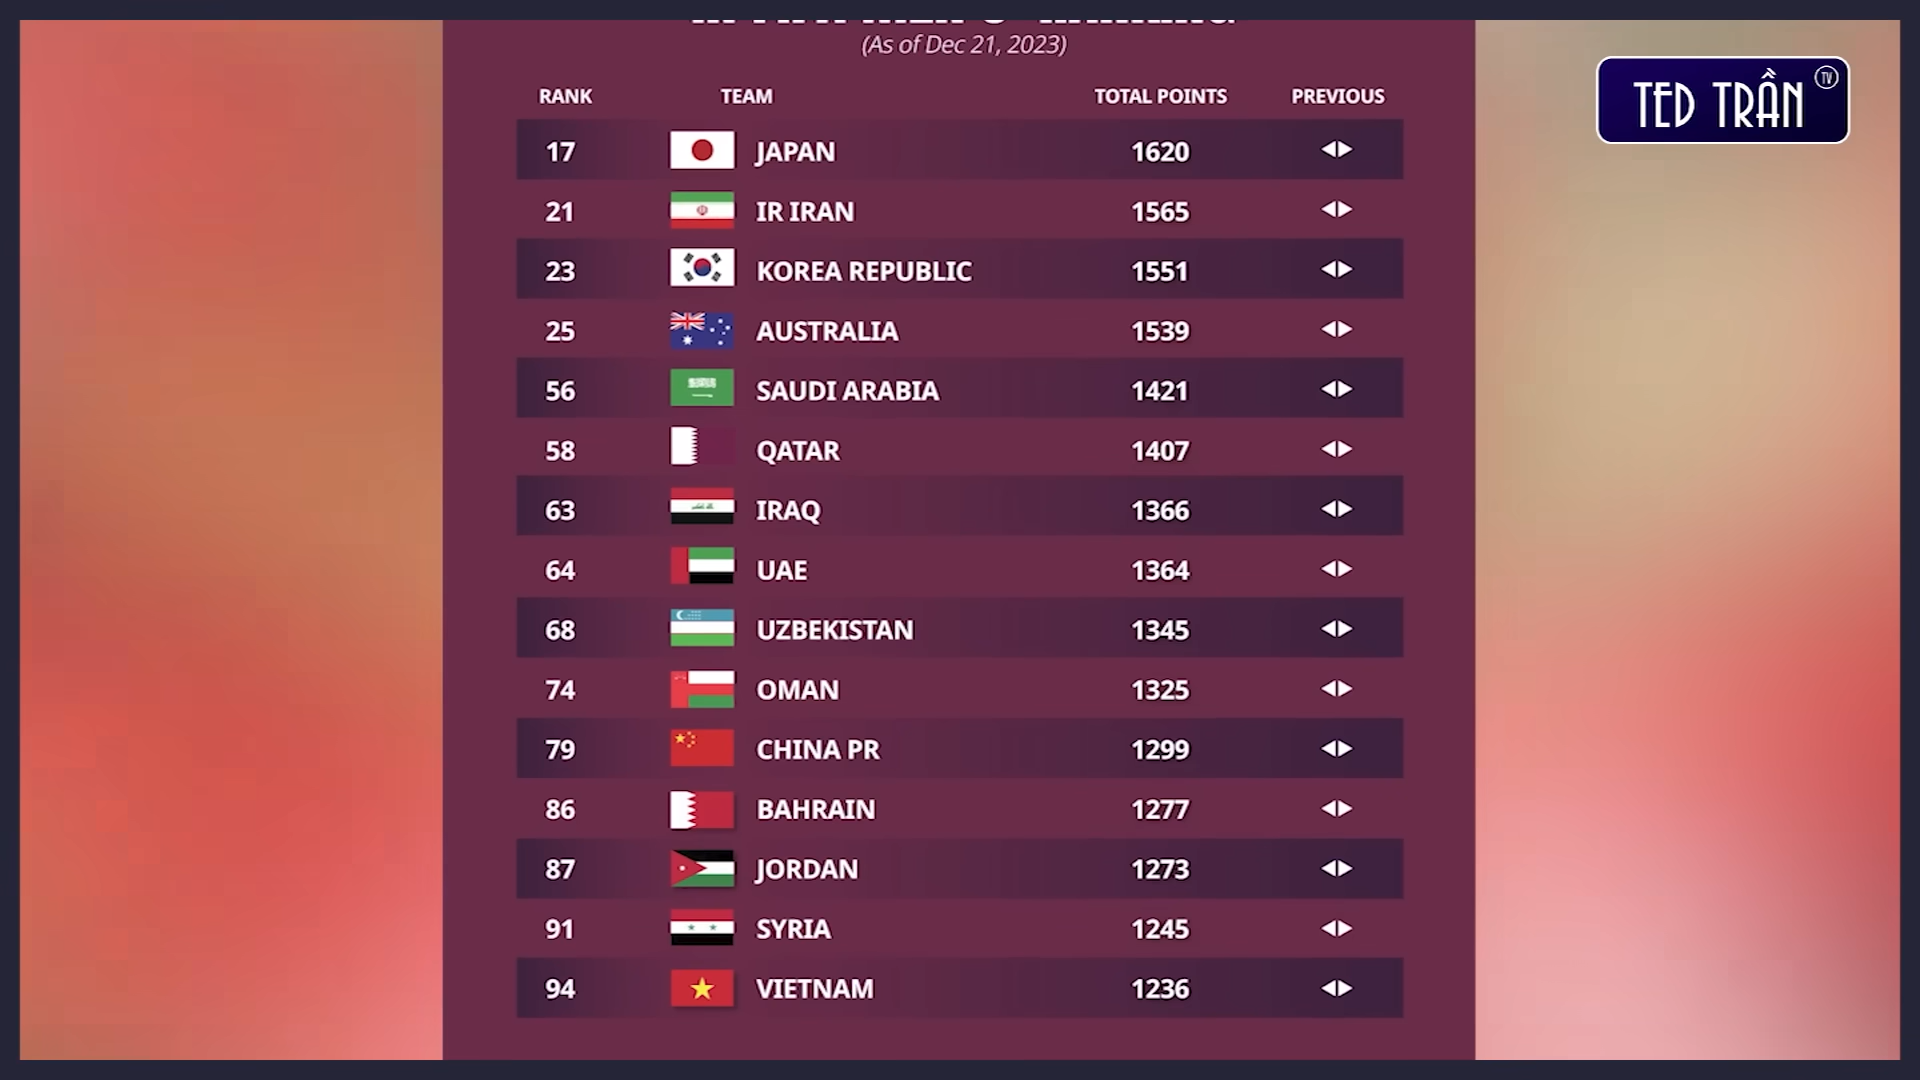 (As of Dec 21, 2023)
RANK TEAM TOTAL POINTS PREVIOUS
TED TRẦN TV
17 JAPAN 1620
21 IR IRAN 1565
23 KOREA REPUBLIC 1551
25 AUSTRALIA 1539
56 SAUDI ARABIA 1421
58 QATAR 1407
63 IRAQ 1366
64 UAE 1364
68 UZBEKISTAN 1345
74 OMAN 1325
79 CHINA PR 1299
86 BAHRAIN 1277
87 JORDAN 1273
91 SYRIA 1245
94 VIETNAM 1236